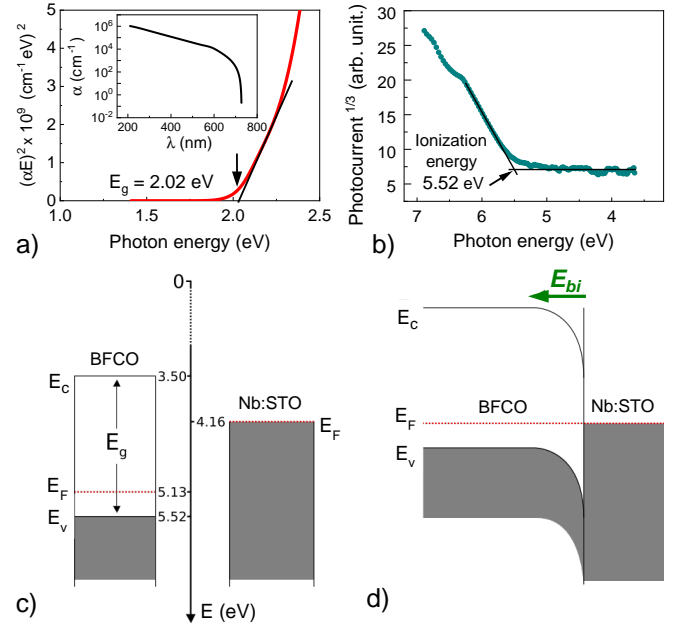 (αE)² x 10⁹ (cm⁻¹ eV)²
5
4
3
2
1
0
α (cm⁻¹)
10⁶
10⁴
10²
10⁰
10⁻²
200 400 600 800
λ (nm)
E_g = 2.02 eV
1.0 1.5 2.0 2.5
Photon energy (eV)
a)
Photocurrent ¹ᐟ³ (arb. unit.)
30
25
20
15
10
5
Ionization
energy
5.52 eV
7 6 5 4
Photon energy (eV)
b)
0
BFCO
E_c
3.50
Nb:STO
4.16
E_F
E_g
E_F
5.13
E_v
5.52
c)
E (eV)
E_bi
E_c
BFCO
Nb:STO
E_F
E_v
d)